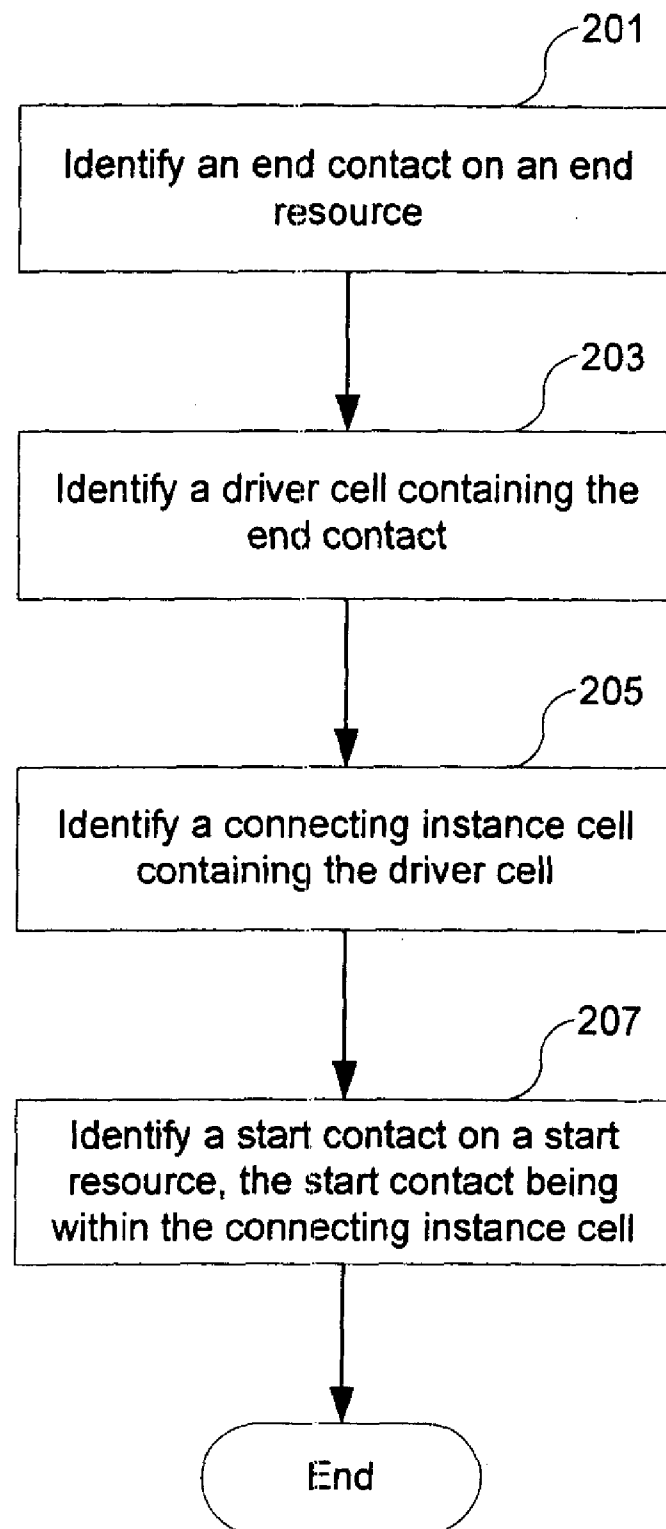 201
Identify an end contact on an end
resource
203
Identify a driver cell containing the
end contact
205
Identify a connecting instance cell
containing the driver cell
207
Identify a start contact on a start
resource, the start contact being
within the connecting instance cell
End